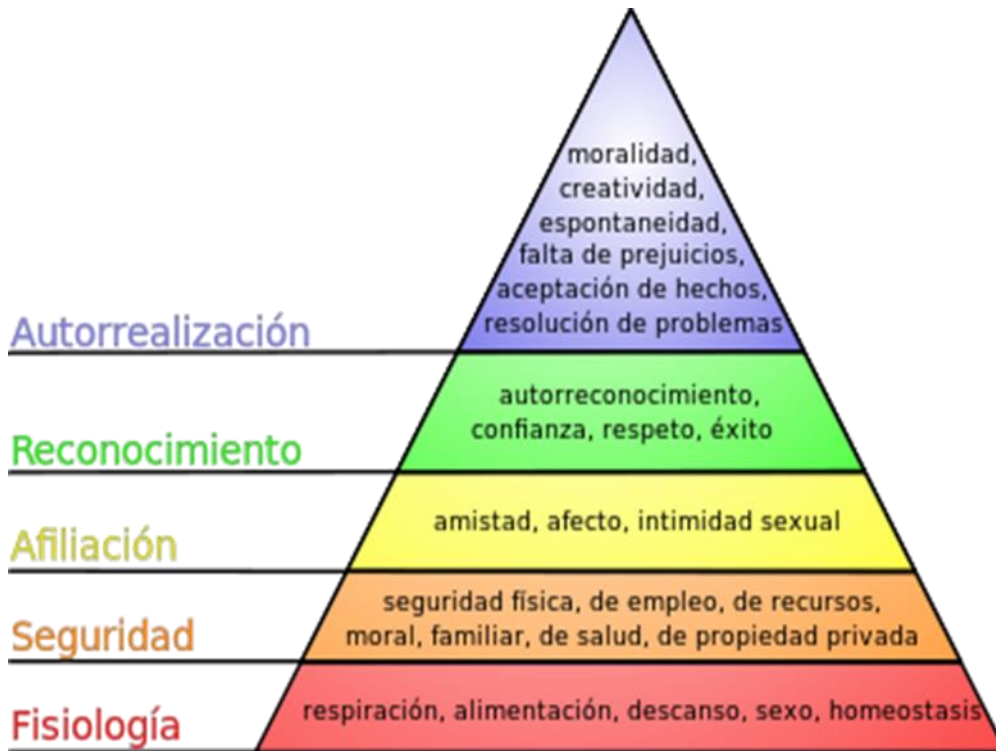 moralidad,
creatividad,
espontaneidad,
falta de prejuicios,
aceptación de hechos,
resolución de problemas
Autorrealización
autorreconocimiento,
confianza, respeto, éxito
Reconocimiento
amistad, afecto, intimidad sexual
Afiliación
seguridad física, de empleo, de recursos,
moral, familiar, de salud, de propiedad privada
Seguridad
respiración, alimentación, descanso, sexo, homeostasis
Fisiología